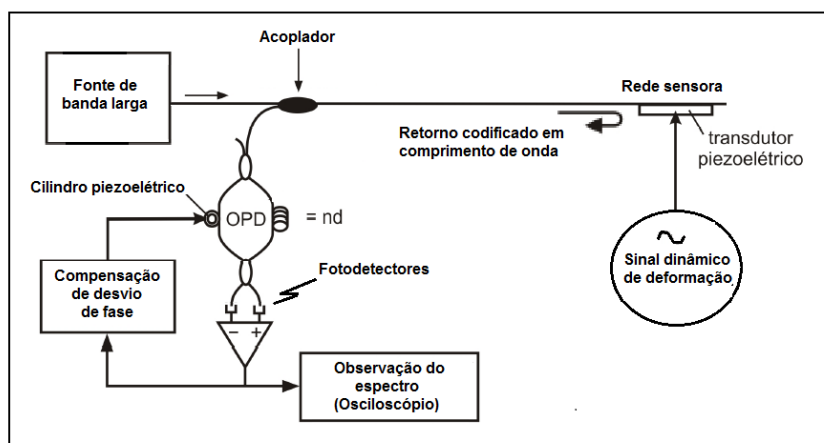 Acoplador
Fonte de
banda larga
Rede sensora
Retorno codificado em
comprimento de onda
transdutor
piezoelétrico
Cilindro piezoelétrico
OPD
= nd
Sinal dinâmico
de deformação
Compensação
de desvio
de fase
Fotodetectores
− +
Observação do
espectro
(Osciloscópio)